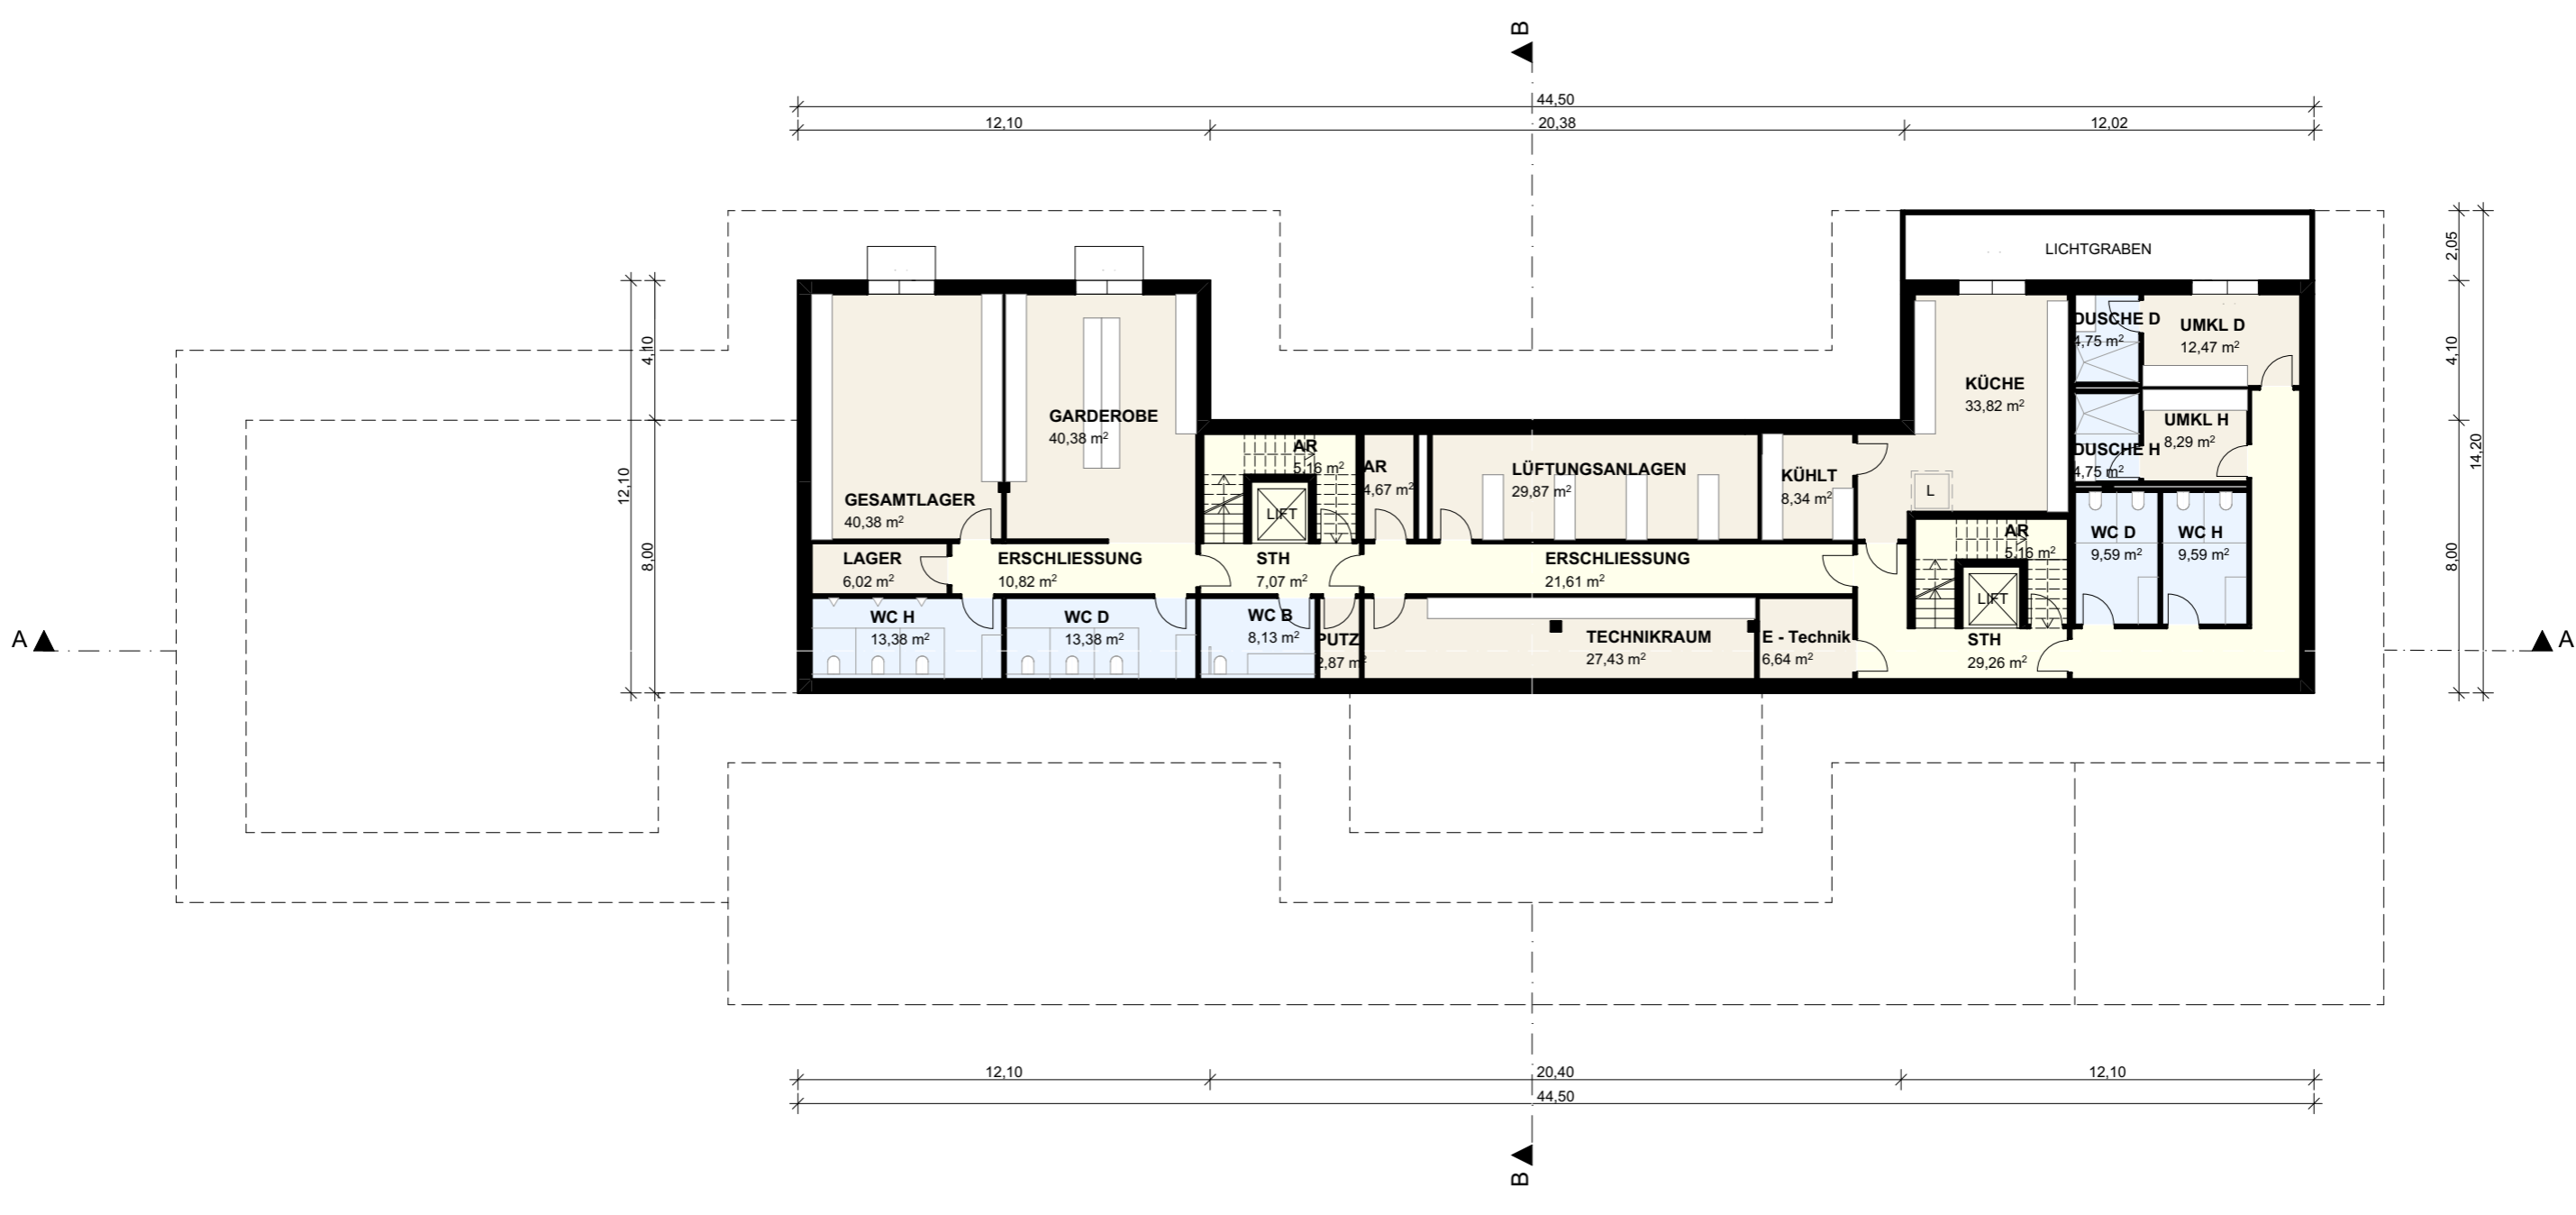 B
44,50
12,10
20,38
12,02
2,05
LICHTGRABEN
4,10
12,10
8,00
4,10
14,20
8,00
GESAMTLAGER
40,38 m²
GARDEROBE
40,38 m²
AR
5,16 m²
LIFT
AR
4,67 m²
LÜFTUNGSANLAGEN
29,87 m²
KÜHLT
8,34 m²
KÜCHE
33,82 m²
L
DUSCHE D
4,75 m²
UMKL D
12,47 m²
DUSCHE H
4,75 m²
UMKL H
8,29 m²
WC D
9,59 m²
WC H
9,59 m²
AR
5,16 m²
LIFT
LAGER
6,02 m²
ERSCHLIESSUNG
10,82 m²
STH
7,07 m²
ERSCHLIESSUNG
21,61 m²
WC H
13,38 m²
WC D
13,38 m²
WC B
8,13 m²
PUTZ
2,87 m²
TECHNIKRAUM
27,43 m²
E - Technik
6,64 m²
STH
29,26 m²
A
A
12,10
20,40
12,10
44,50
B